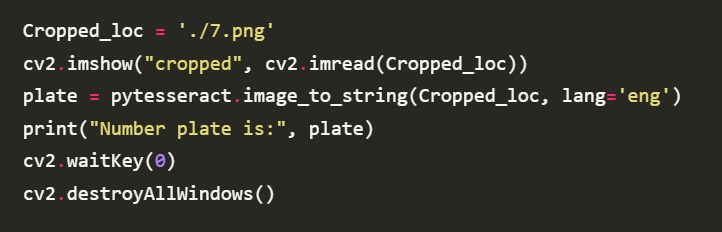 Cropped_loc = './7.png'
cv2.imshow("cropped", cv2.imread(Cropped_loc))
plate = pytesseract.image_to_string(Cropped_loc, lang='eng')
print("Number plate is:", plate)
cv2.waitKey(0)
cv2.destroyAllWindows()